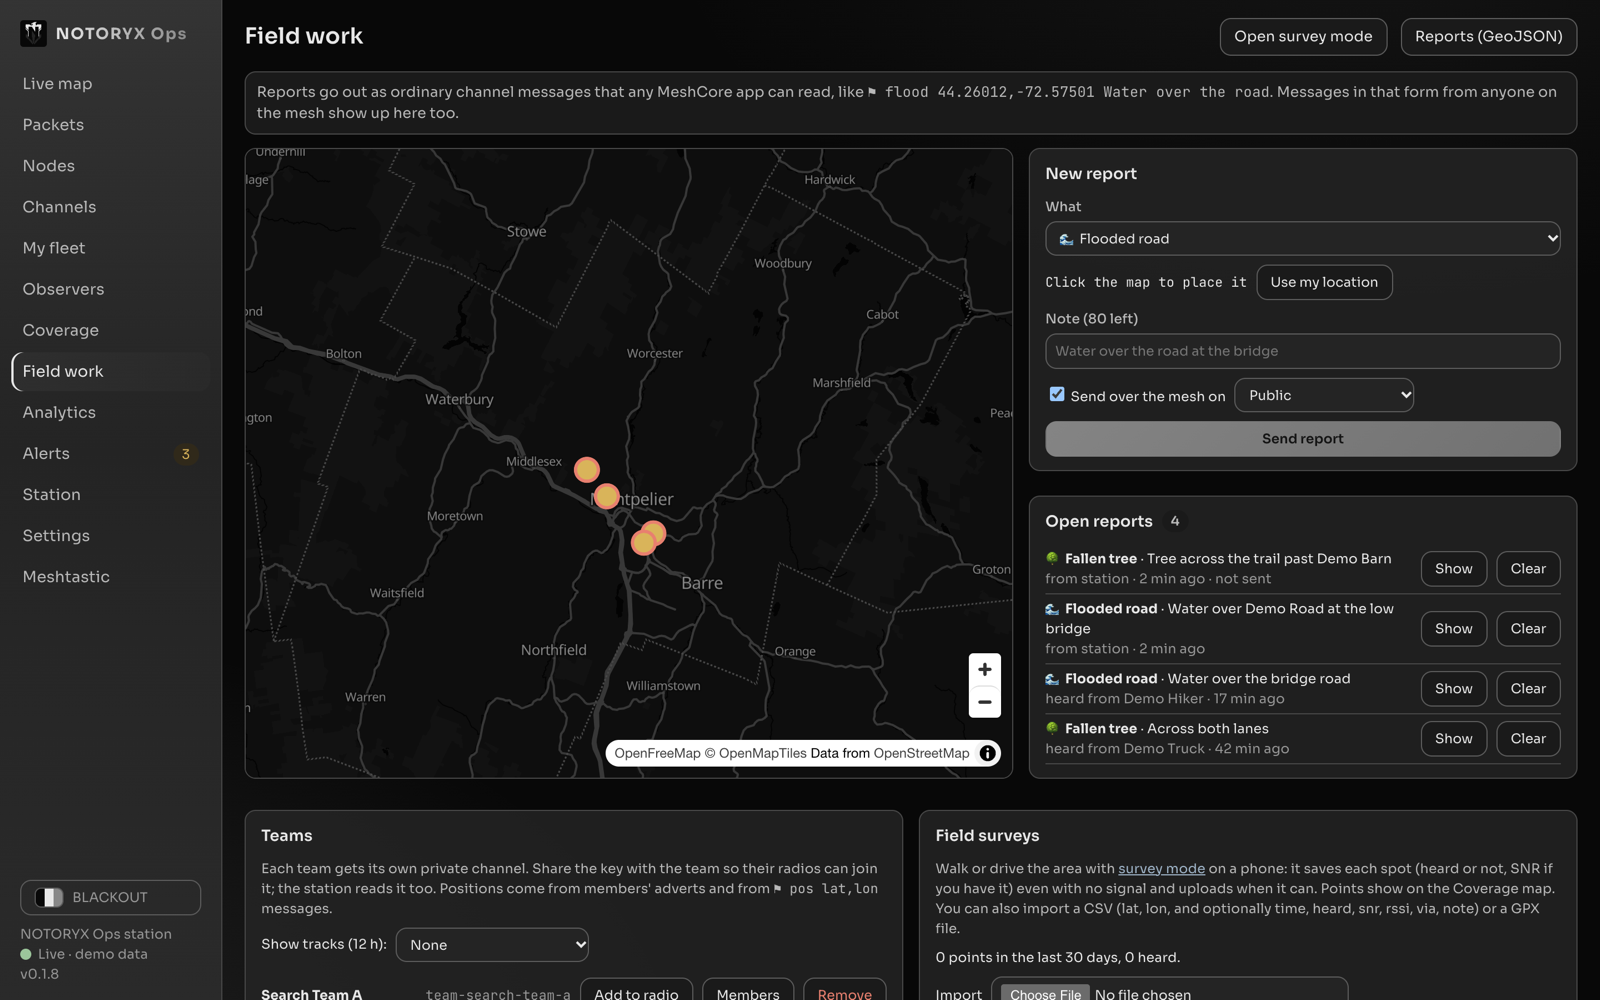 NOTORYX Ops
Live map
Packets
Nodes
Channels
My fleet
Observers
Coverage
Field work
Analytics
Alerts 3
Station
Settings
Meshtastic
BLACKOUT
NOTORYX Ops station
Live · demo data
v0.1.8
Field work
Open survey mode
Reports (GeoJSON)
Reports go out as ordinary channel messages that any MeshCore app can read, like ⚑ flood 44.26012,-72.57501 Water over the road. Messages in that form from anyone on
the mesh show up here too.
Underhill
lage
Hardwick
Stowe
Woodbury
ond
Cabot
Bolton
Worcester
Marshfield
Waterbury
gton
Peac
Middlesex
Montpelier
Moretown
Groton
Barre
Waitsfield
Northfield
Orange
Williamstown
Warren
n
+
−
OpenFreeMap © OpenMapTiles Data from OpenStreetMap
New report
What
🌊 Flooded road
Click the map to place it
Use my location
Note (80 left)
Water over the road at the bridge
Send over the mesh on
Public
Send report
Open reports 4
🌳 Fallen tree · Tree across the trail past Demo Barn
from station · 2 min ago · not sent
Show
Clear
🌊 Flooded road · Water over Demo Road at the low
bridge
from station · 2 min ago
Show
Clear
🌊 Flooded road · Water over the bridge road
heard from Demo Hiker · 17 min ago
Show
Clear
🌳 Fallen tree · Across both lanes
heard from Demo Truck · 42 min ago
Show
Clear
Teams
Each team gets its own private channel. Share the key with the team so their radios can join
it; the station reads it too. Positions come from members' adverts and from ⚑ pos lat,lon
messages.
Show tracks (12 h):
None
Search Team A
team-search-team-a
Add to radio
Members
Remove
Field surveys
Walk or drive the area with survey mode on a phone: it saves each spot (heard or not, SNR if
you have it) even with no signal and uploads when it can. Points show on the Coverage map.
You can also import a CSV (lat, lon, and optionally time, heard, snr, rssi, via, note) or a GPX
file.
0 points in the last 30 days, 0 heard.
Import
Choose File No file chosen